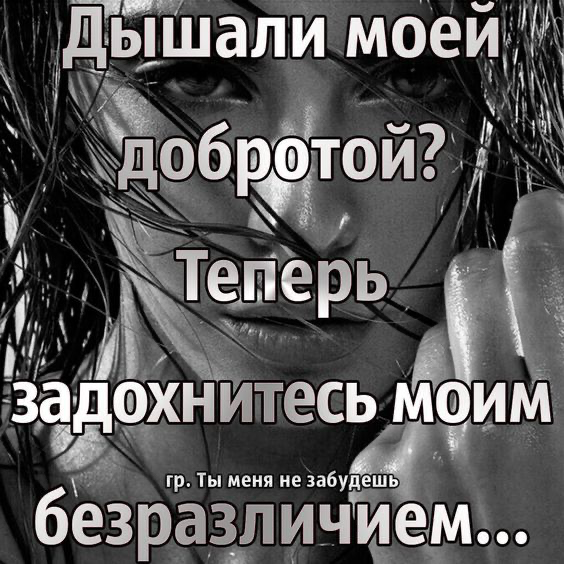 Дышали моей
добротой?
Теперь
задохнитесь моим
гр. Ты меня не забудешь
безразличием...